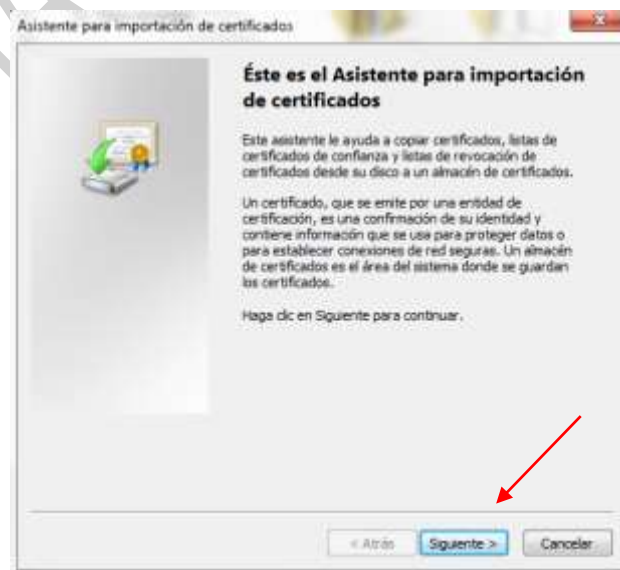 Asistente para importación de certificados
Éste es el Asistente para importación
de certificados
Este asistente le ayuda a copiar certificados, listas de
certificados de confianza y listas de revocación de
certificados desde su disco a un almacén de certificados.
Un certificado, que se emite por una entidad de
certificación, es una confirmación de su identidad y
contiene información que se usa para proteger datos o
para establecer conexiones de red seguras. Un almacén
de certificados es el área del sistema donde se guardan
los certificados.
Haga clic en Siguiente para continuar.
< Atrás Siguiente > Cancelar